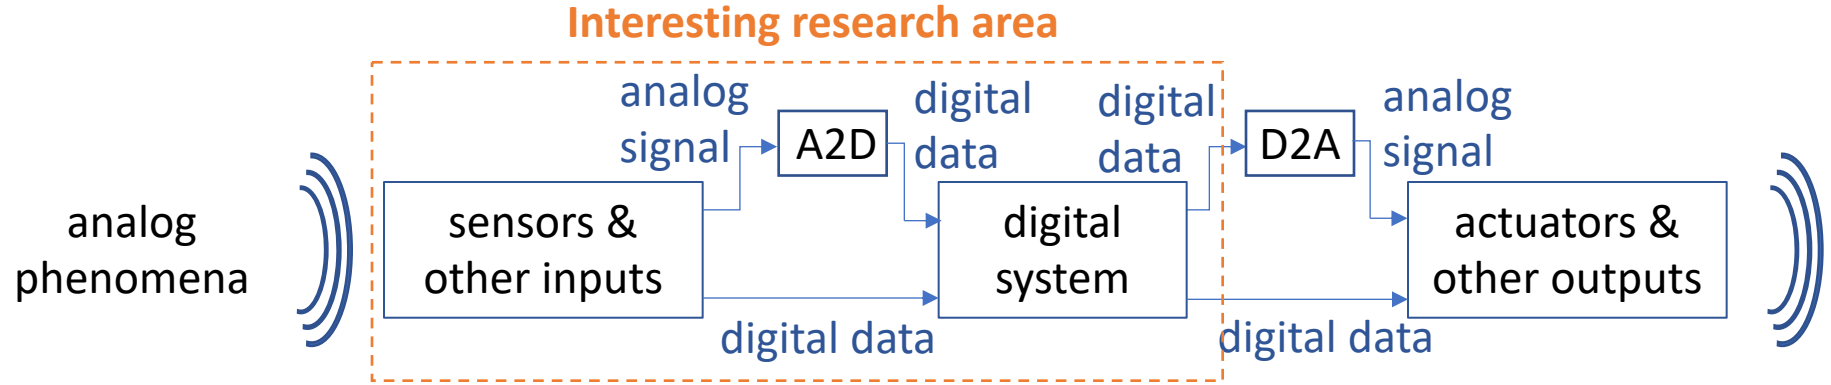 Interesting research area
analog
signal
A2D
digital
data
digital
data
D2A
analog
signal
analog
phenomena
sensors &
other inputs
digital
system
actuators &
other outputs
digital data
digital data